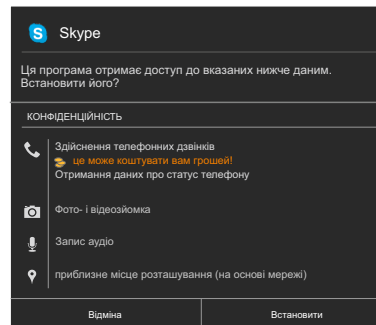 Skype
Ця програма отримає доступ до вказаних нижче даним.
Встановити його?
КОНФІДЕНЦІЙНІСТЬ
Здійснення телефонних дзвінків
це може коштувати вам грошей!
Отримання даних про статус телефону
Фото- і відеозйомка
Запис аудіо
приблизне місце розташування (на основі мережі)
Відміна
Встановити